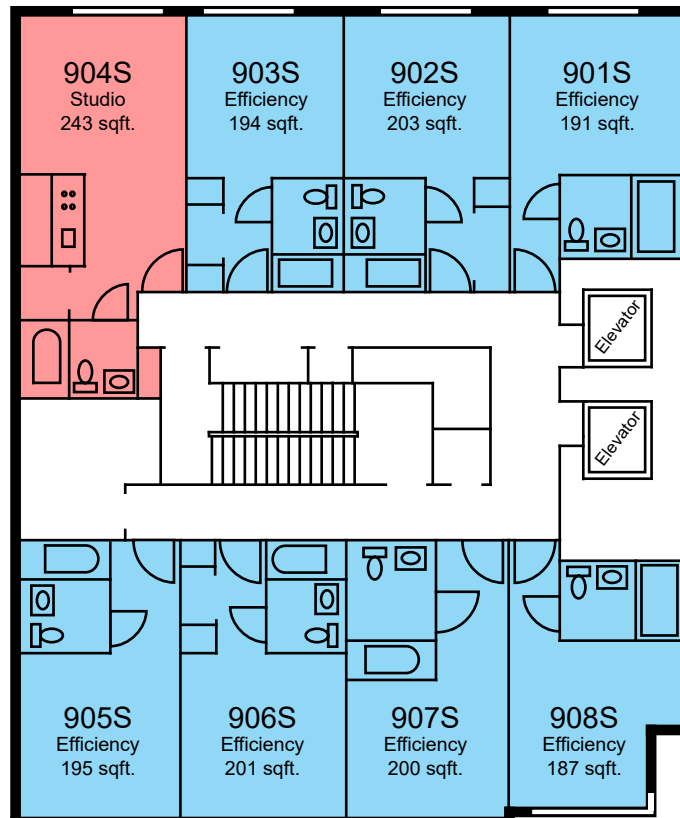 904S
Studio
243 sqft.
903S
Efficiency
194 sqft.
902S
Efficiency
203 sqft.
901S
Efficiency
191 sqft.
Elevator
Elevator
905S
Efficiency
195 sqft.
906S
Efficiency
201 sqft.
907S
Efficiency
200 sqft.
908S
Efficiency
187 sqft.